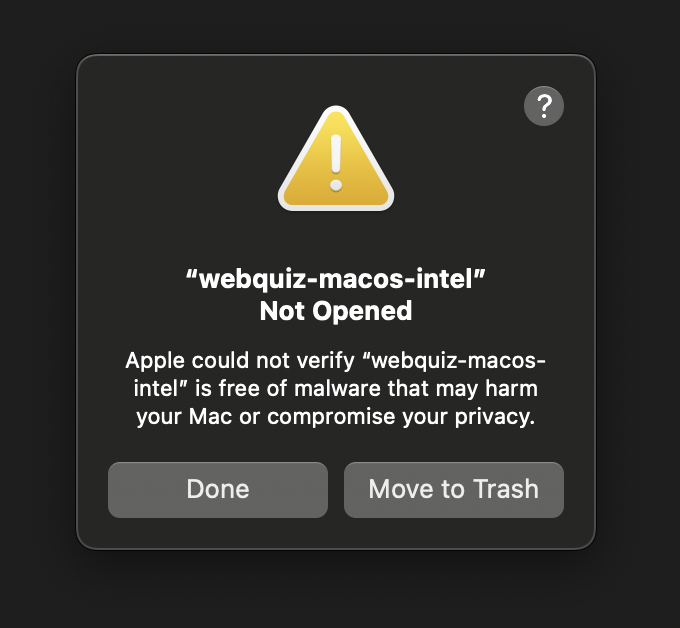 ?
“webquiz-macos-intel”
Not Opened
Apple could not verify “webquiz-macos-
intel” is free of malware that may harm
your Mac or compromise your privacy.
Done
Move to Trash